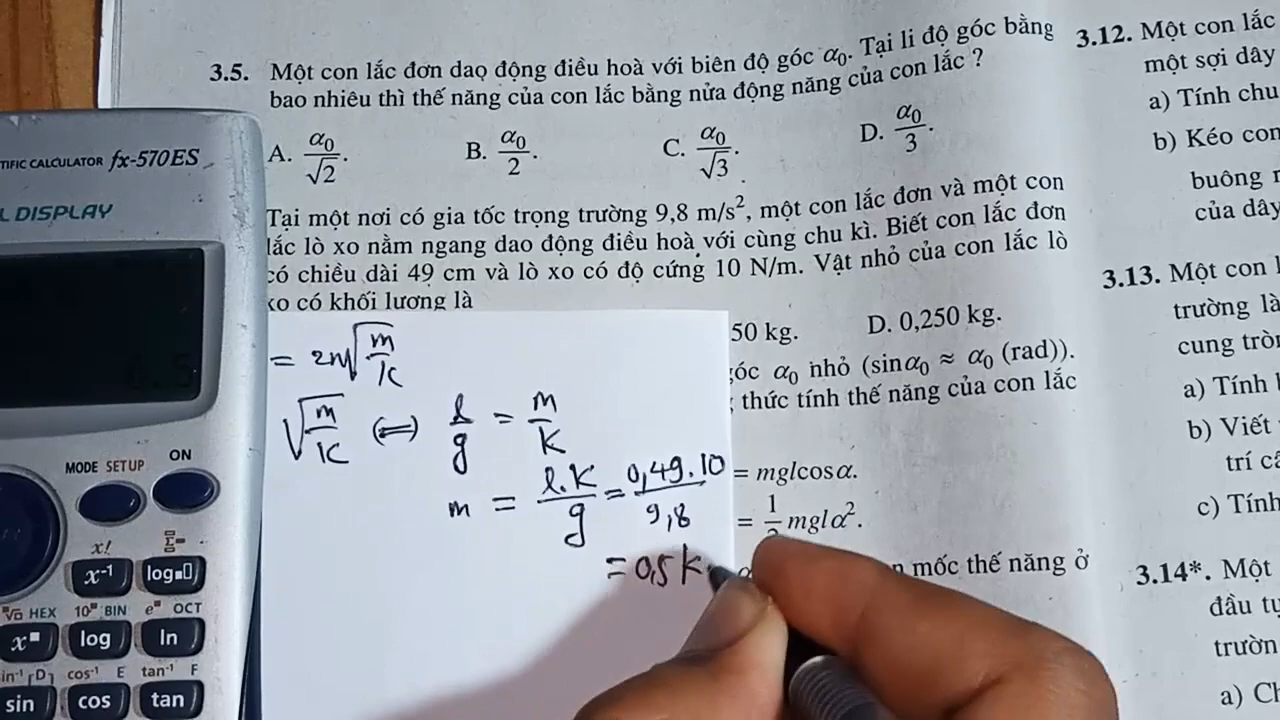 3.5. Một con lắc đơn dao động điều hoà với biên độ góc α₀. Tại li độ góc bằng
bao nhiêu thì thế năng của con lắc bằng nửa động năng của con lắc ?
A. α₀/√2.
B. α₀/2.
C. α₀/√3.
D. α₀/3.
Tại một nơi có gia tốc trọng trường 9,8 m/s², một con lắc đơn và một con
lắc lò xo nằm ngang dao động điều hoà với cùng chu kì. Biết con lắc đơn
có chiều dài 49 cm và lò xo có độ cứng 10 N/m. Vật nhỏ của con lắc lò
xo có khối lượng là
50 kg.
D. 0,250 kg.
góc α₀ nhỏ (sinα₀ ≈ α₀ (rad)).
thức tính thế năng của con lắc
= mglcosα.
= 1/2 mglα².
mốc thế năng ở
= 2π√m/k
√m/k ⇔ l/g = m/k
m = l.k/g = 0,49.10/9,8
= 0,5 k
3.12. Một con lắc
một sợi dây
a) Tính chu
b) Kéo con
buông
của dây
3.13. Một con
trường là
cung tròn
a) Tính
b) Viết
trí
c) Tính
3.14*. Một
đầu
a)
TIFIC CALCULATOR fx-570ES
L DISPLAY
MODE SETUP
ON
x!
x⁻¹
log
HEX
10 BIN
e OCT
x
log
ln
sin⁻¹ D
cos⁻¹ E
tan⁻¹ F
sin
cos
tan